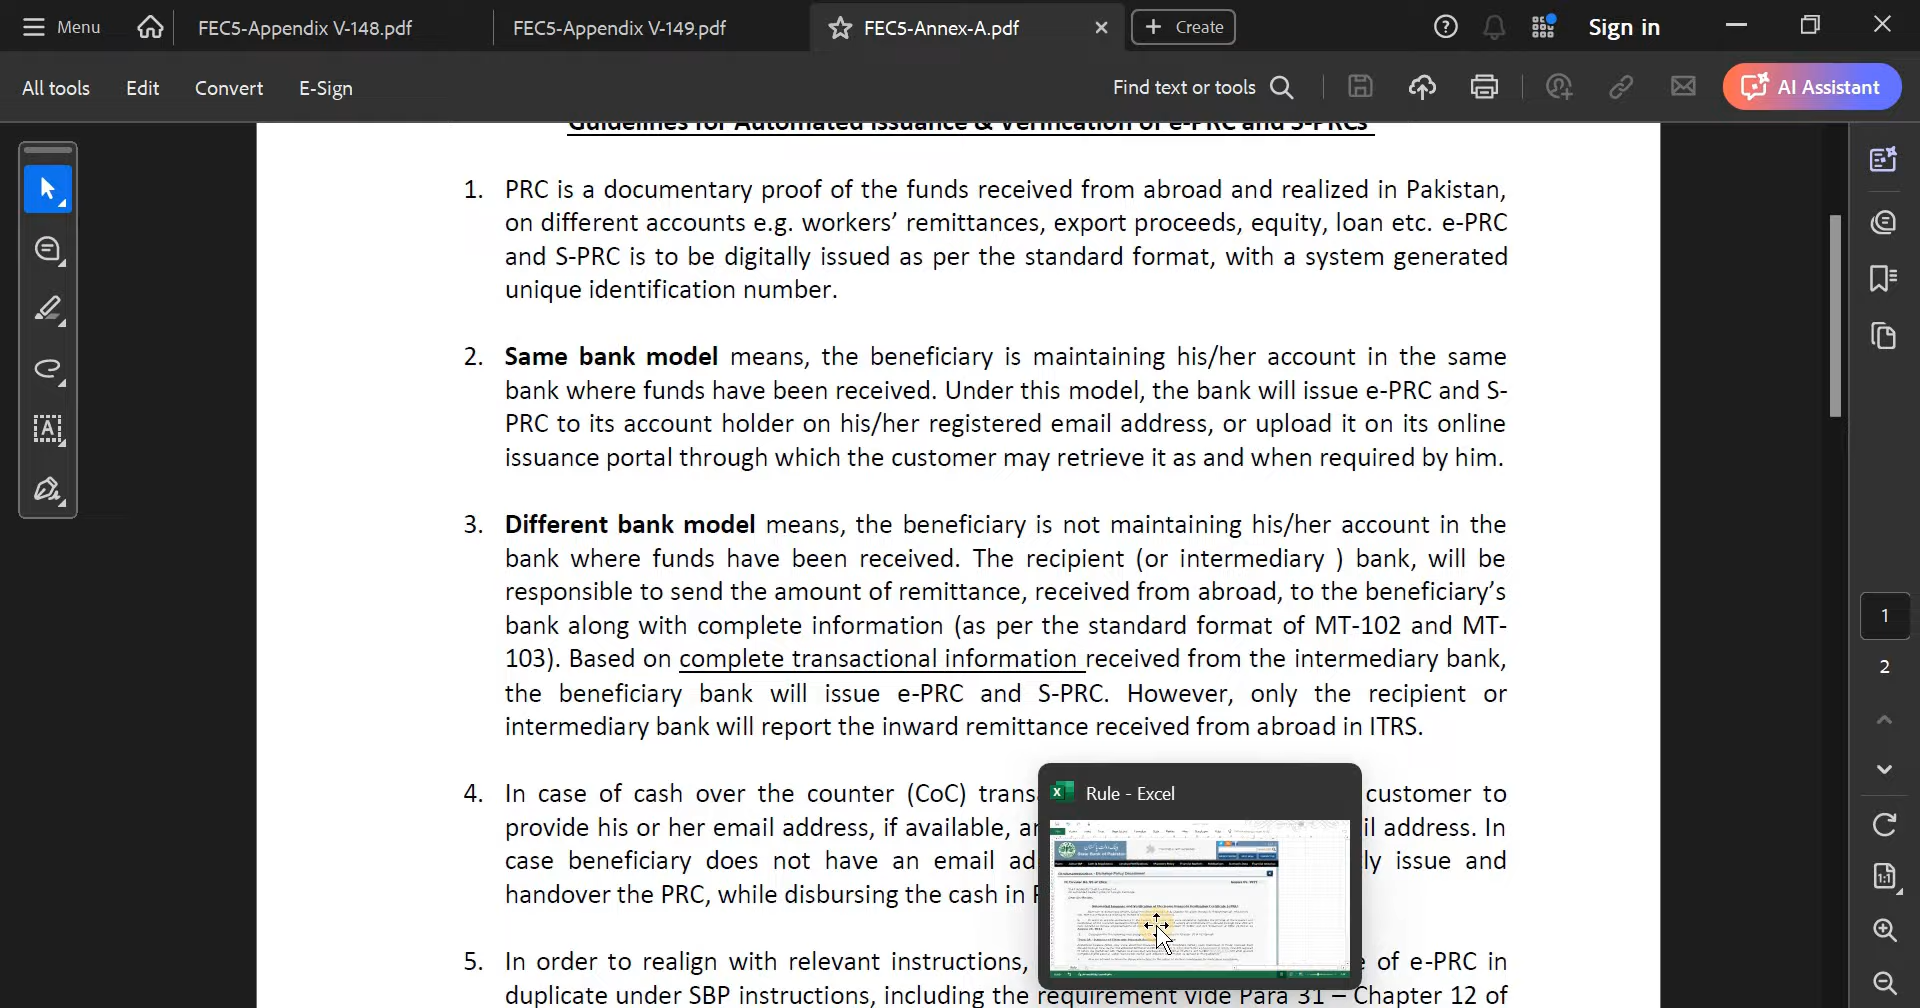 Menu FEC5-Appendix V-148.pdf FEC5-Appendix V-149.pdf FEC5-Annex-A.pdf Create Sign in
All tools Edit Convert E-Sign Find text or tools AI Assistant
Guidelines for Automated Issuance & Verification of e-PRC and S-PRCs
1. PRC is a documentary proof of the funds received from abroad and realized in Pakistan,
on different accounts e.g. workers’ remittances, export proceeds, equity, loan etc. e-PRC
and S-PRC is to be digitally issued as per the standard format, with a system generated
unique identification number.
2. Same bank model means, the beneficiary is maintaining his/her account in the same
bank where funds have been received. Under this model, the bank will issue e-PRC and S-
PRC to its account holder on his/her registered email address, or upload it on its online
issuance portal through which the customer may retrieve it as and when required by him.
3. Different bank model means, the beneficiary is not maintaining his/her account in the
bank where funds have been received. The recipient (or intermediary ) bank, will be
responsible to send the amount of remittance, received from abroad, to the beneficiary’s
bank along with complete information (as per the standard format of MT-102 and MT-
103). Based on complete transactional information received from the intermediary bank,
the beneficiary bank will issue e-PRC and S-PRC. However, only the recipient or
intermediary bank will report the inward remittance received from abroad in ITRS.
4. In case of cash over the counter (CoC) customer to
provide his or her email address, if available, address. In
case beneficiary does not have an email issue and
handover the PRC, while disbursing the cash in
5. In order to realign with relevant instructions, of e-PRC in
duplicate under SBP instructions, including the requirement vide Para 31 – Chapter 12 of
Rule - Excel
1
2
1:1